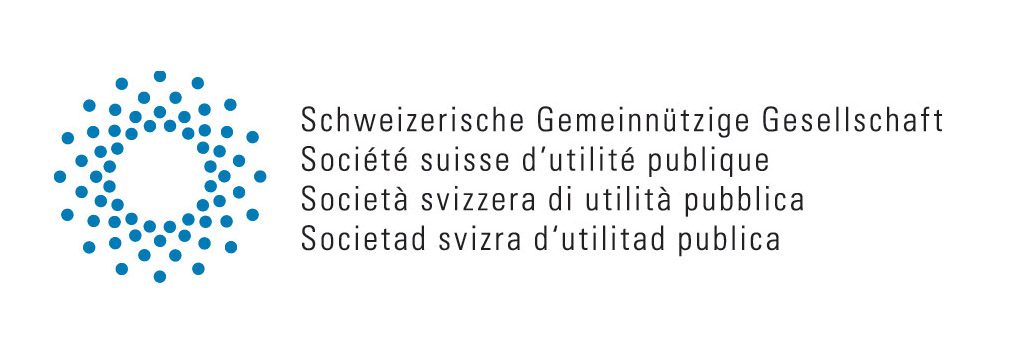 Schweizerische Gemeinnützige Gesellschaft
Société suisse d’utilité publique
Società svizzera di utilità pubblica
Societad svizra d‘utilitad publica